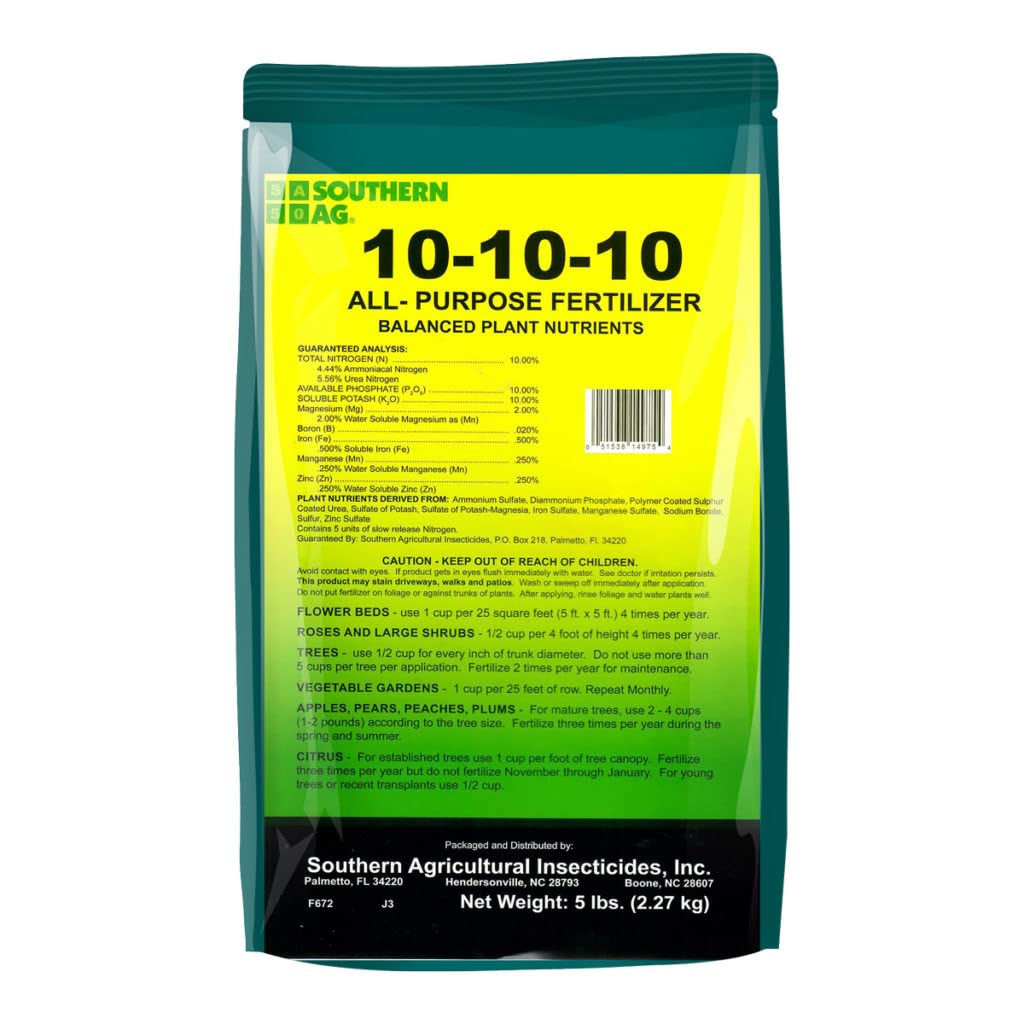 SA SOUTHERN
50 AG®
10-10-10
ALL- PURPOSE FERTILIZER
BALANCED PLANT NUTRIENTS
GUARANTEED ANALYSIS:
TOTAL NITROGEN (N) ........ 10.00%
4.44% Ammoniacal Nitrogen
5.56% Urea Nitrogen
AVAILABLE PHOSPHATE (P₂O₅) ........ 10.00%
SOLUBLE POTASH (K₂O) ........ 10.00%
Magnesium (Mg) ........ 2.00%
2.00% Water Soluble Magnesium as (Mn)
Boron (B) ........ .020%
Iron (Fe) ........ .500%
.500% Soluble Iron (Fe)
Manganese (Mn) ........ .250%
.250% Water Soluble Manganese (Mn)
Zinc (Zn) ........ .250%
.250% Water Soluble Zinc (Zn)
0 51538 14975 4
PLANT NUTRIENTS DERIVED FROM: Ammonium Sulfate, Diammonium Phosphate, Polymer Coated Sulphur
Coated Urea, Sulfate of Potash, Sulfate of Potash-Magnesia, Iron Sulfate, Manganese Sulfate, Sodium Borate,
Sulfur, Zinc Sulfate
Contains 5 units of slow release Nitrogen.
Guaranteed By: Southern Agricultural Insecticides, P.O. Box 218, Palmetto, Fl. 34220
CAUTION - KEEP OUT OF REACH OF CHILDREN.
Avoid contact with eyes. If product gets in eyes flush immediately with water. See doctor if irritation persists.
This product may stain driveways, walks and patios. Wash or sweep off immediately after application.
Do not put fertilizer on foliage or against trunks of plants. After applying, rinse foliage and water plants well.
FLOWER BEDS - use 1 cup per 25 square feet (5 ft. x 5 ft.) 4 times per year.
ROSES AND LARGE SHRUBS - 1/2 cup per 4 foot of height 4 times per year.
TREES - use 1/2 cup for every inch of trunk diameter. Do not use more than
5 cups per tree per application. Fertilize 2 times per year for maintenance.
VEGETABLE GARDENS - 1 cup per 25 feet of row. Repeat Monthly.
APPLES, PEARS, PEACHES, PLUMS - For mature trees, use 2 - 4 cups
(1-2 pounds) according to the tree size. Fertilize three times per year during the
spring and summer.
CITRUS - For established trees use 1 cup per foot of tree canopy. Fertilize
three times per year but do not fertilize November through January. For young
trees or recent transplants use 1/2 cup.
Packaged and Distributed by:
Southern Agricultural Insecticides, Inc.
Palmetto, FL 34220 Hendersonville, NC 28793 Boone, NC 28607
F672 J3 Net Weight: 5 lbs. (2.27 kg)